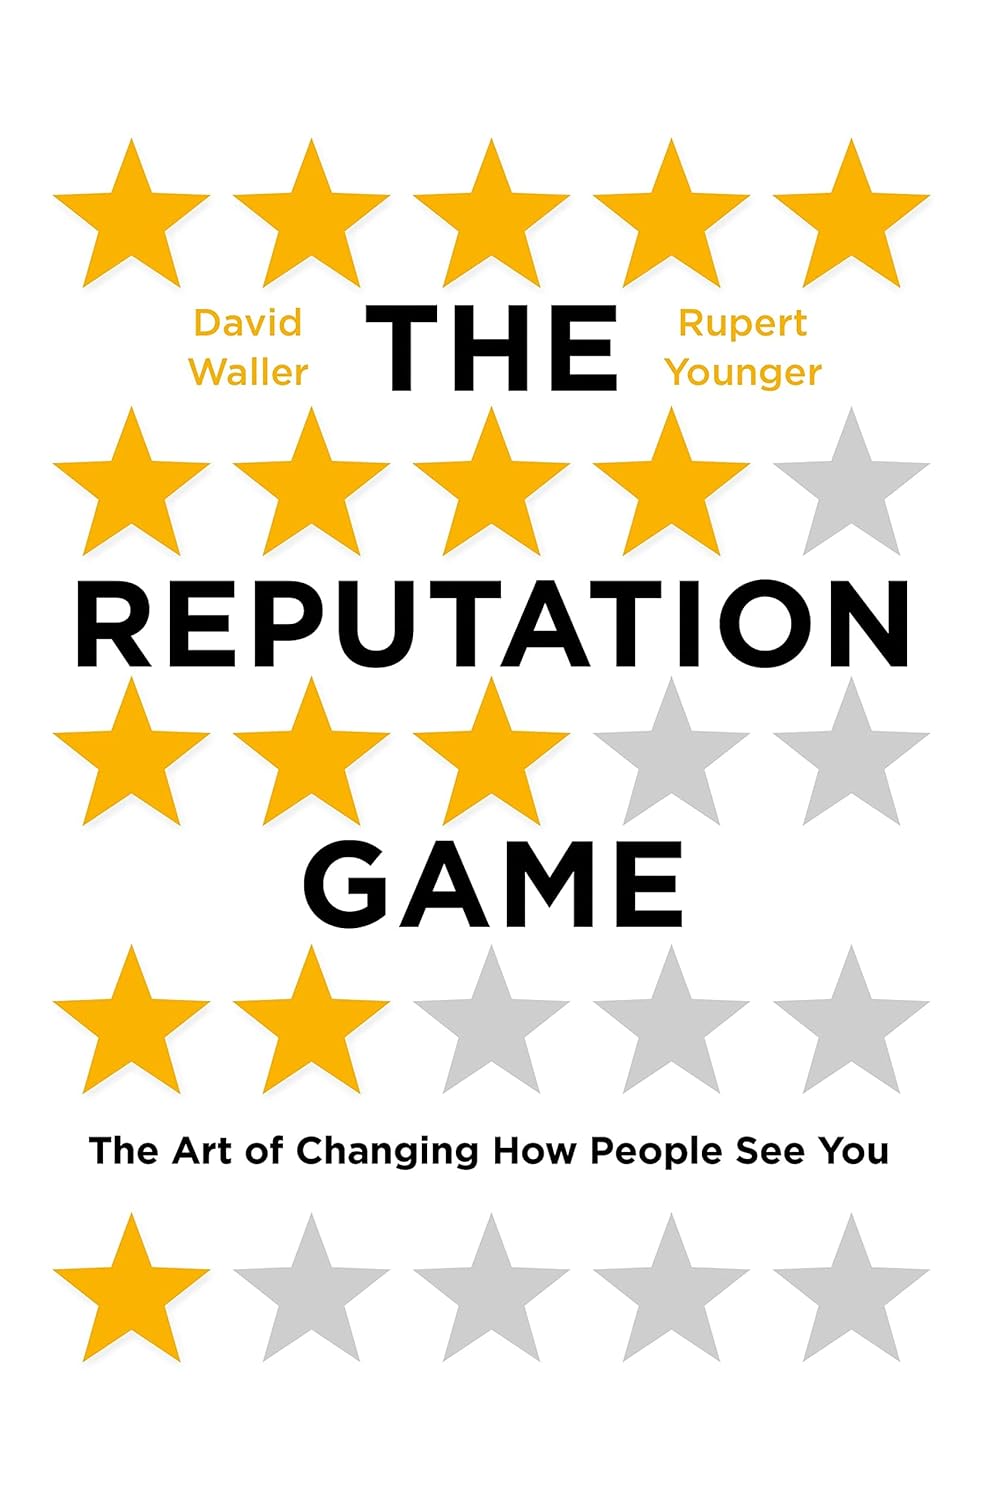 David
Waller
THE
Rupert
Younger
REPUTATION
GAME
The Art of Changing How People See You